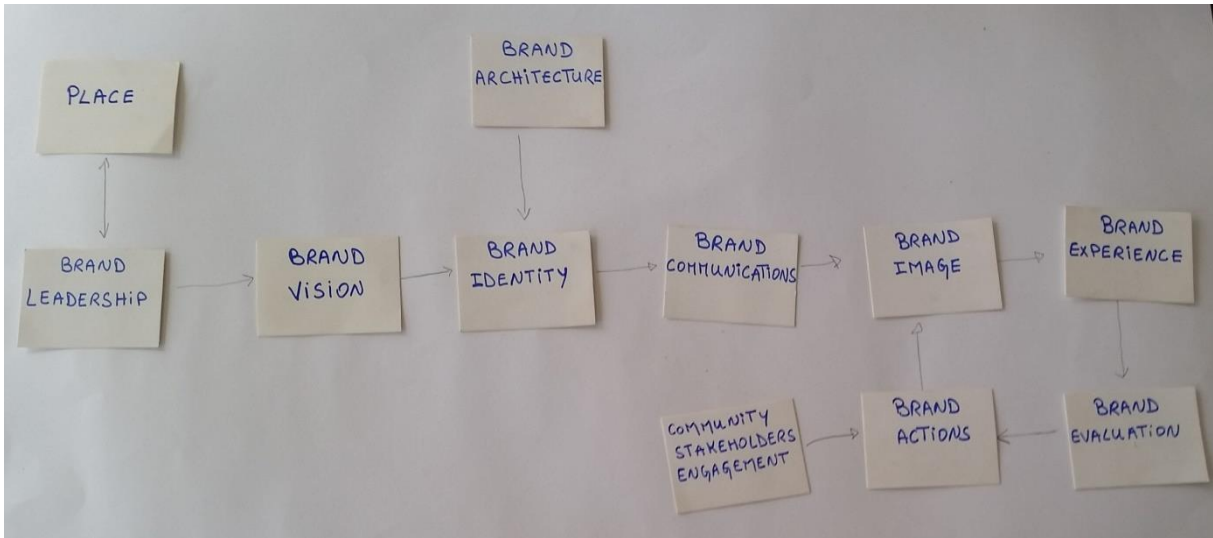 PLACE
BRAND
ARCHITECTURE
BRAND
LEADERSHIP
BRAND
VISION
BRAND
IDENTITY
BRAND
COMMUNICATIONS
BRAND
IMAGE
BRAND
EXPERIENCE
COMMUNITY
STAKEHOLDERS
ENGAGEMENT
BRAND
ACTIONS
BRAND
EVALUATION